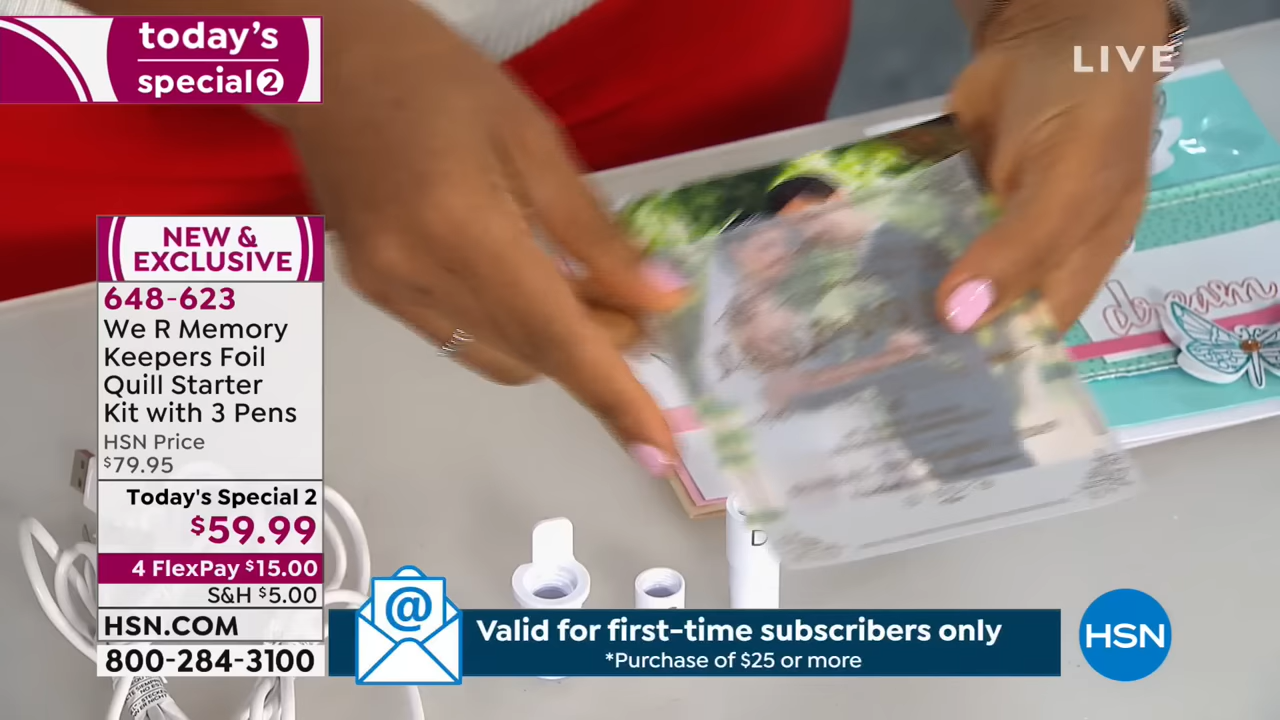 today's
special2
LIVE
NEW &
EXCLUSIVE
648-623
We R Memory
Keepers Foil
Quill Starter
Kit with 3 Pens
HSN Price
$79.95
Today's Special 2
$59.99
4 FlexPay $15.00
S&H $5.00
HSN.COM
800-284-3100
dream
D
@
Valid for first-time subscribers only
*Purchase of $25 or more
HSN